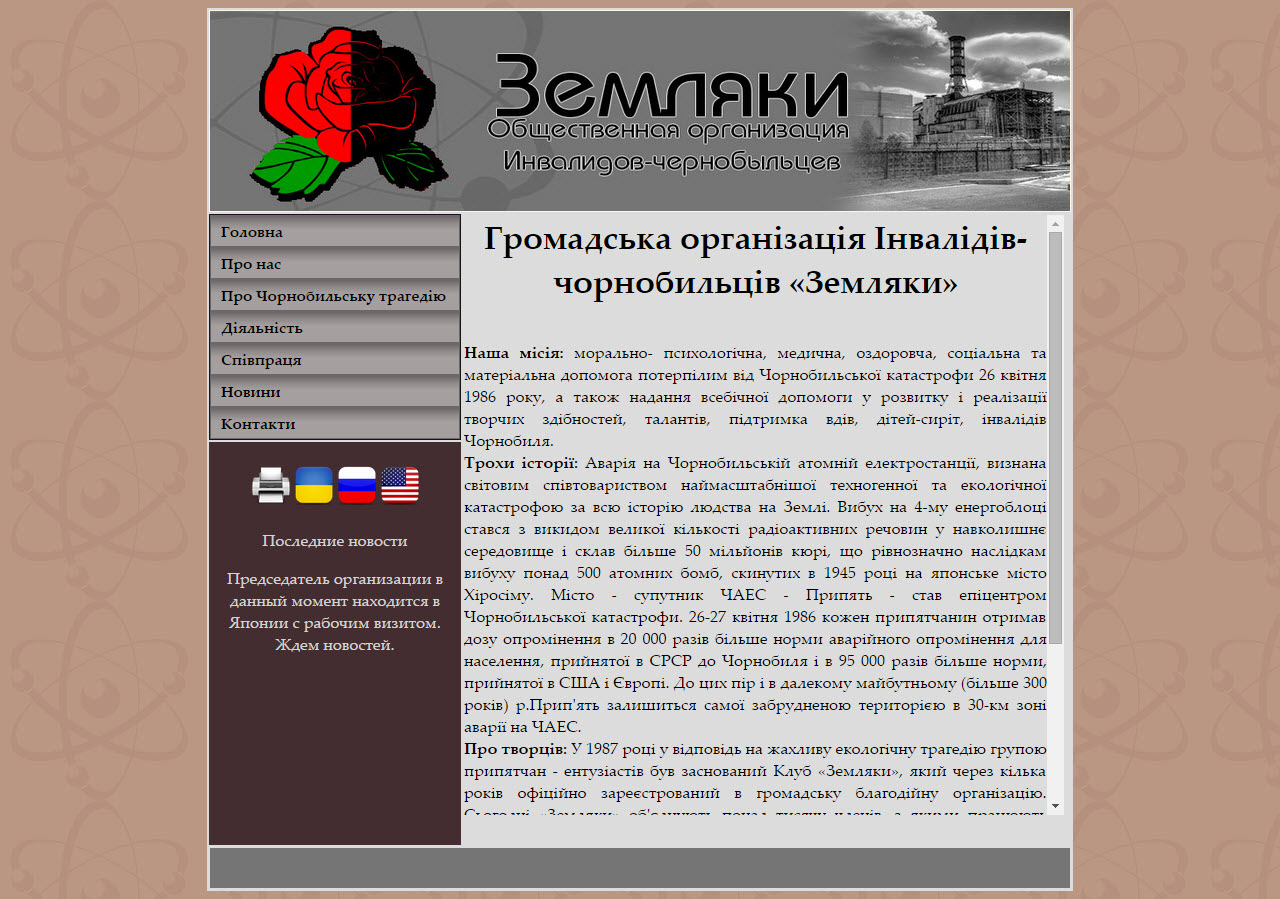 Земляки
Общественная организация
Инвалидов-чернобыльцев
Головна
Про нас
Про Чорнобильську трагедію
Діяльність
Співпраця
Новини
Контакти
Последние новости
Председатель организации в
данный момент находится в
Японии с рабочим визитом.
Ждем новостей.
Громадська організація Інвалідів-
чорнобильців «Земляки»
Наша місія: морально- психологічна, медична, оздоровча, соціальна та
матеріальна допомога потерпілим від Чорнобильської катастрофи 26 квітня
1986 року, а також надання всебічної допомоги у розвитку і реалізації
творчих здібностей, талантів, підтримка вдів, дітей-сиріт, інвалідів
Чорнобиля.
Трохи історії: Аварія на Чорнобильській атомній електростанції, визнана
світовим співтовариством наймасштабнішої техногенної та екологічної
катастрофою за всю історію людства на Землі. Вибух на 4-му енергоблоці
стався з викидом великої кількості радіоактивних речовин у навколишнє
середовище і склав більше 50 мільйонів кюрі, що рівнозначно наслідкам
вибуху понад 500 атомних бомб, скинутих в 1945 році на японське місто
Хіросіму. Місто - супутник ЧАЕС - Припять - став епіцентром
Чорнобильської катастрофи. 26-27 квітня 1986 кожен припятчанин отримав
дозу опромінення в 20 000 разів більше норми аварійного опромінення для
населення, прийнятої в СРСР до Чорнобиля і в 95 000 разів більше норми,
прийнятої в США і Європі. До цих пір і в далекому майбутньому (більше 300
років) р.Прип'ять залишиться самої забрудненою територією в 30-км зоні
аварії на ЧАЕС.
Про творців: У 1987 році у відповідь на жахливу екологічну трагедію групою
припятчан - ентузіастів був заснований Клуб «Земляки», який через кілька
років офіційно зареєстрований в громадську благодійну організацію.
Сьогодні «Земляки» об'єднують понад тисячу членів, з якими працюють